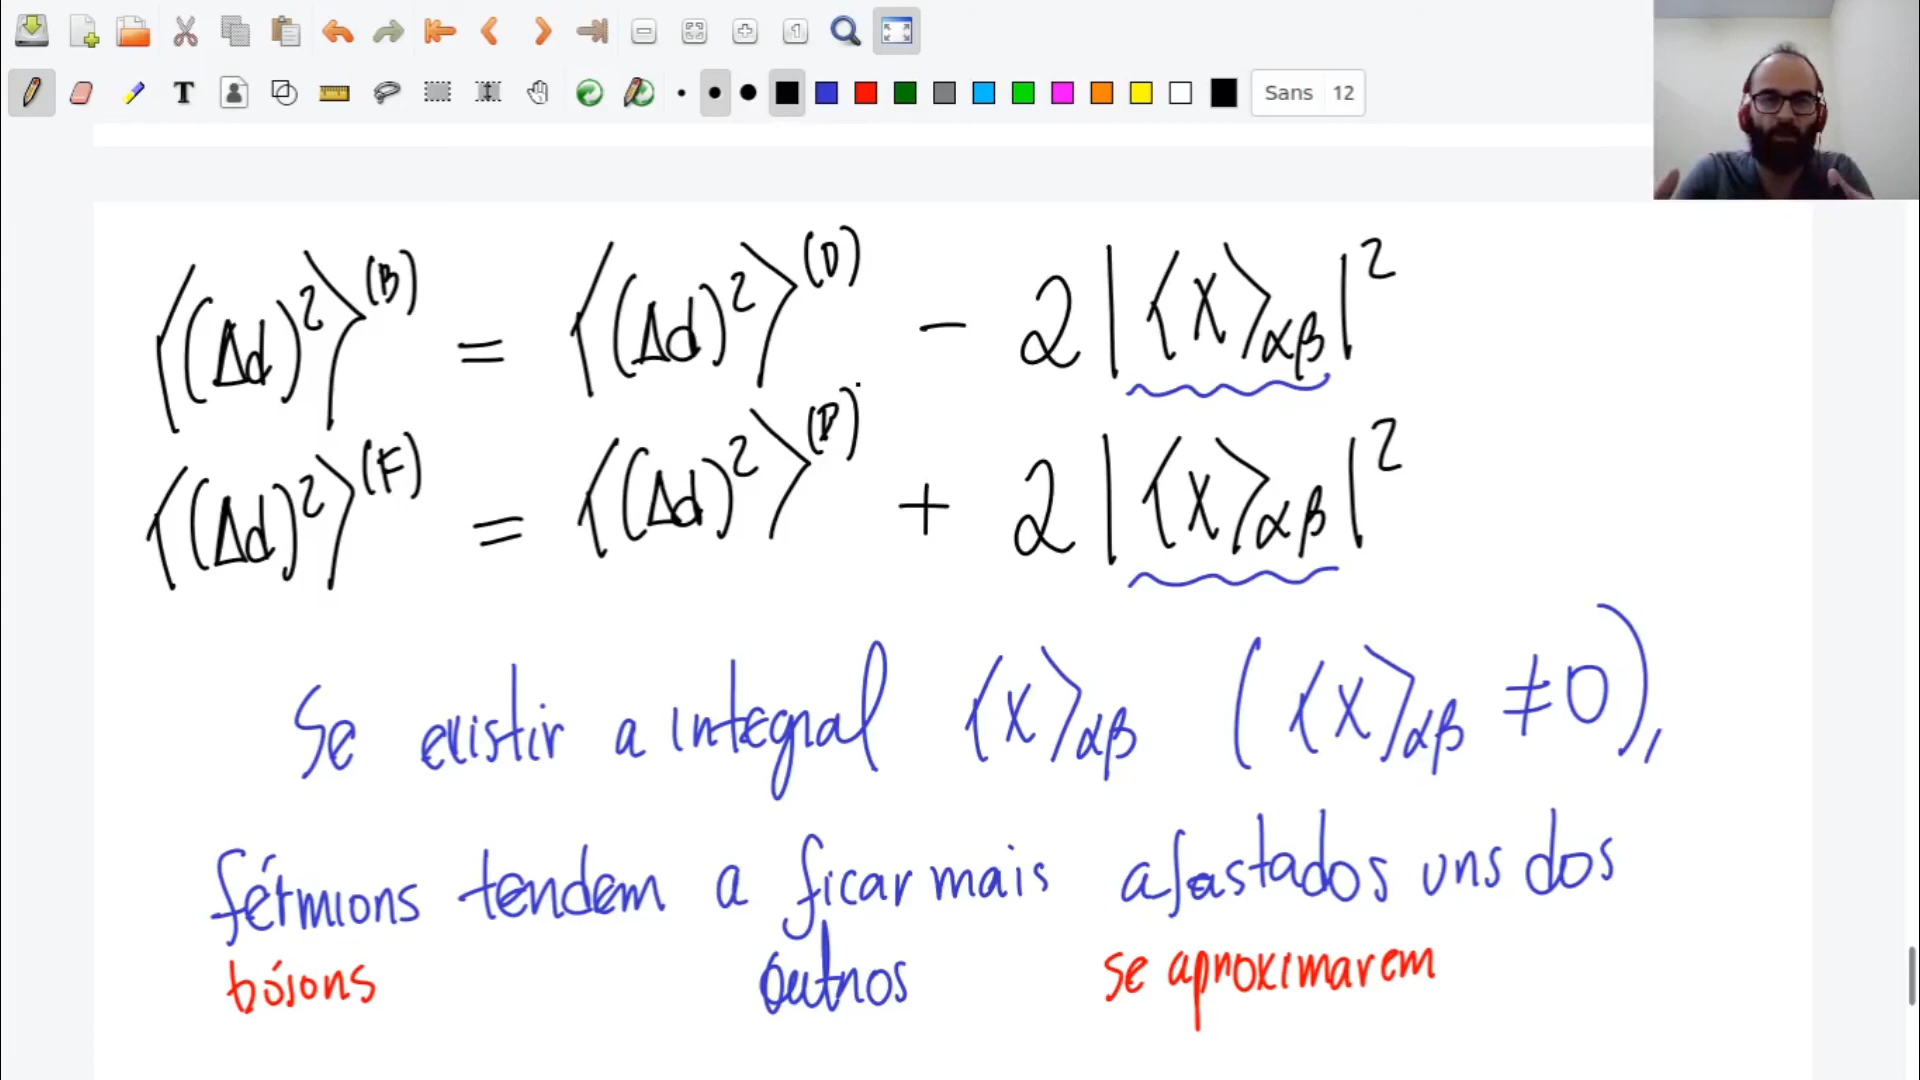 Sans 12
⟨(Δd)²⟩⁽ᴮ⁾ = ⟨(Δd)²⟩⁽ᴰ⁾ − 2|⟨X⟩αβ|²
⟨(Δd)²⟩⁽ꟳ⁾ = ⟨(Δd)²⟩⁽ᴰ⁾ + 2|⟨X⟩αβ|²
Se existir a integral ⟨X⟩αβ (⟨X⟩αβ ≠ 0),
férmions tendem a ficar mais afastados uns dos
bósons outros se aproximarem